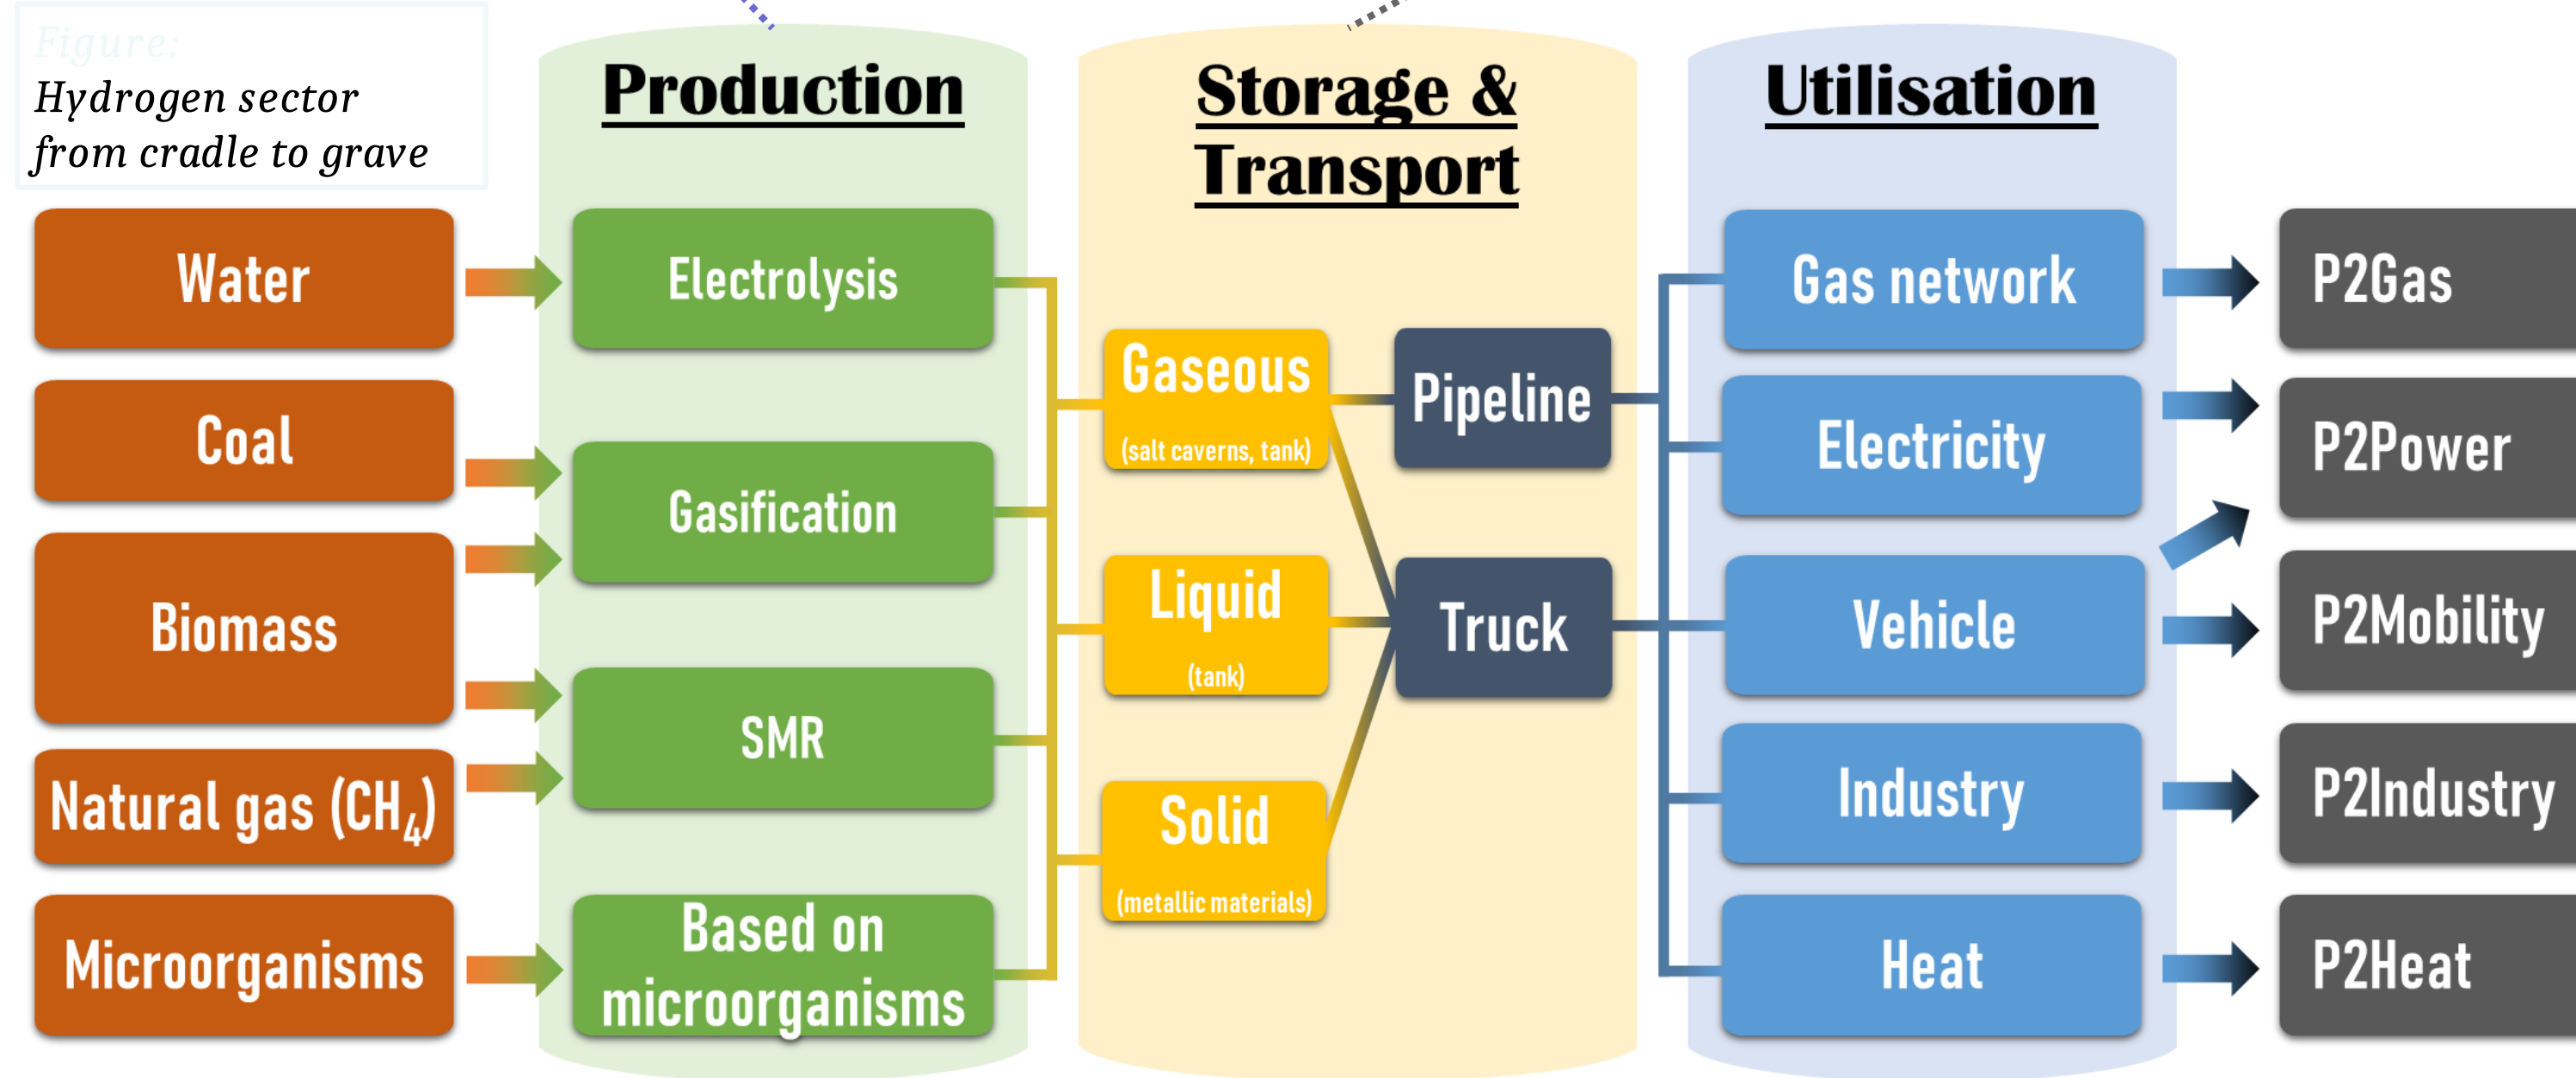 Figure:
Hydrogen sector
from cradle to grave
Water
Coal
Biomass
Natural gas (CH₄)
Microorganisms
Production
Electrolysis
Gasification
SMR
Based on
microorganisms
Storage &
Transport
Gaseous
(salt caverns, tank)
Liquid
(tank)
Solid
(metallic materials)
Pipeline
Truck
Utilisation
Gas network
Electricity
Vehicle
Industry
Heat
P2Gas
P2Power
P2Mobility
P2Industry
P2Heat